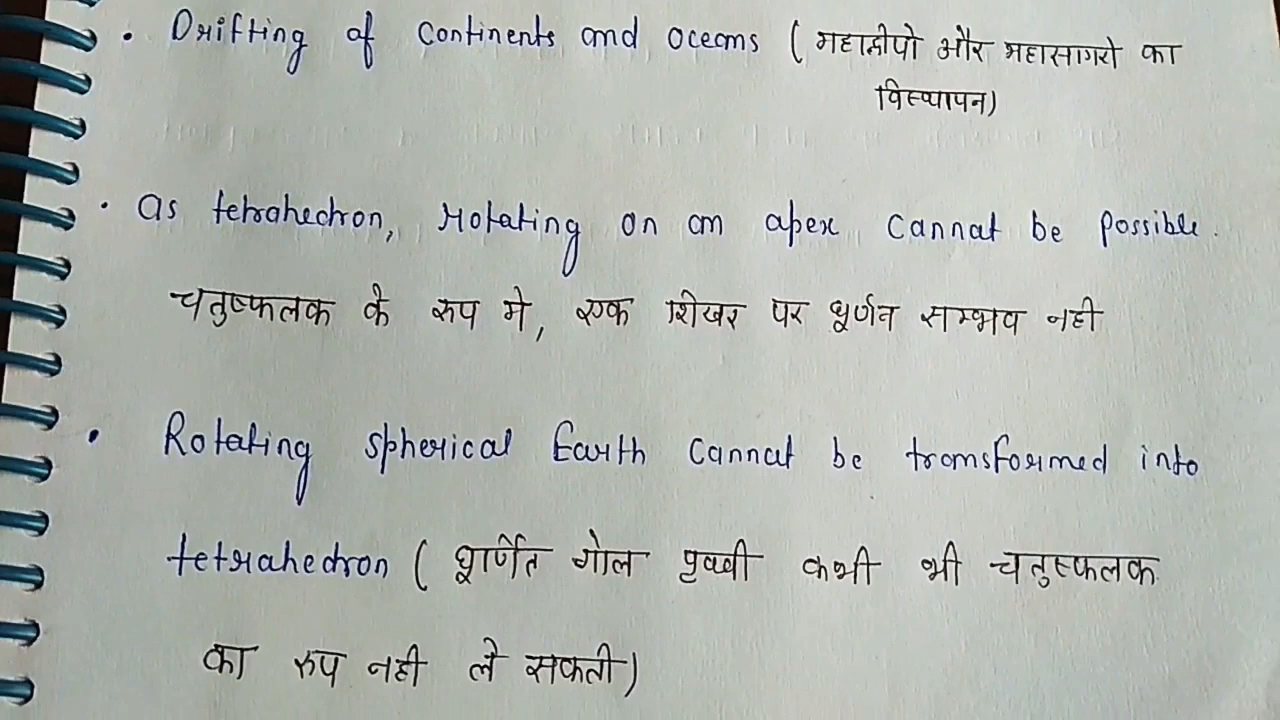 • Drifting of continents and oceans (महाद्वीपो और महासागरो का
विस्थापन)
• As tetrahedron, rotating on an apex cannat be possible.
चतुष्फलक के रुप मे, एक शिखर पर घूर्णन सम्भव नही
• Rotating spherical Earth cannat be transformed into
tetrahedron ( घूर्णित गोल पृथ्वी कभी भी चतुष्फलक
का रुप नही ले सकती)